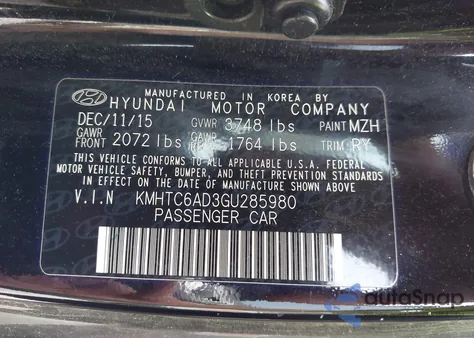 MANUFACTURED IN KOREA BY
HYUNDAI MOTOR COMPANY
DEC/11/15 GVWR 3748 lbs PAINT MZH
GAWR FRONT 2072 lbs GAWR 1764 lbs TRIM RY
THIS VEHICLE CONFORMS TO ALL APPLICABLE U.S.A. FEDERAL
MOTOR VEHICLE SAFETY, BUMPER, AND THEFT PREVENTION STANDARDS
IN EFFECT ON THE DATE OF MANUFACTURE SHOWN ABOVE.
V.I.N KMHTC6AD3GU285980
PASSENGER CAR
autoSnap